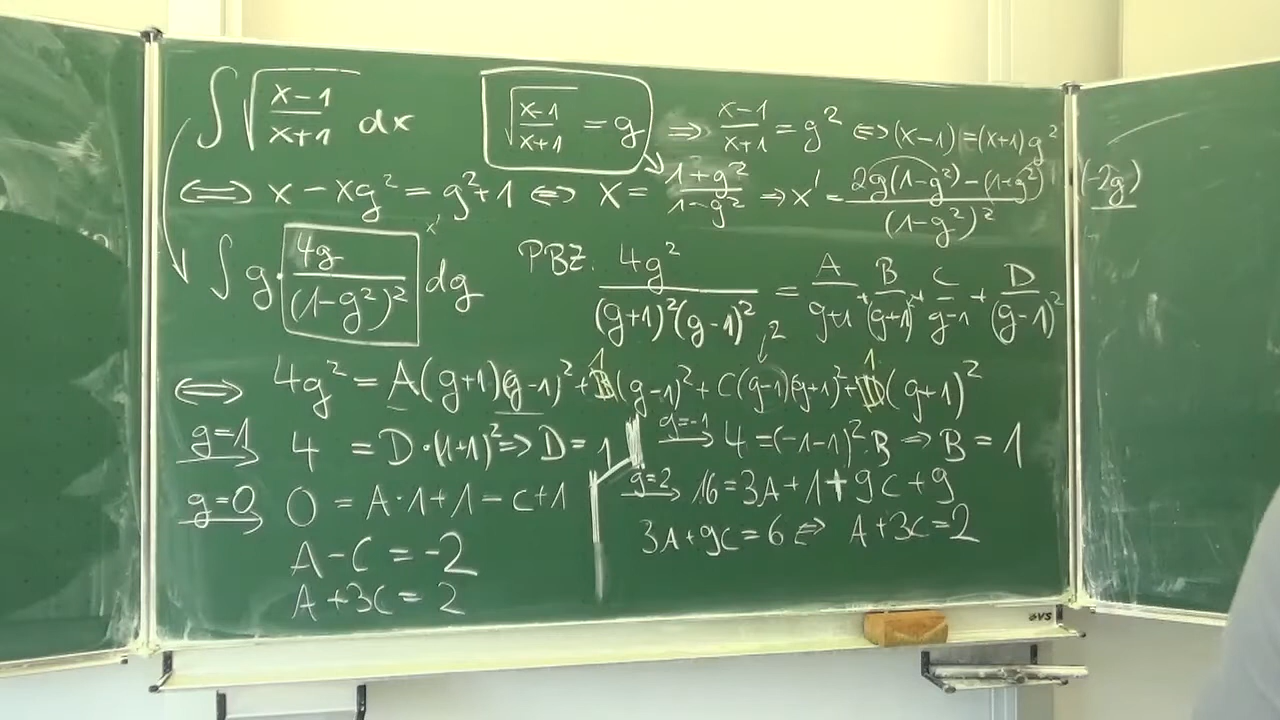 ∫ √((x-1)/(x+1)) dx   √((x-1)/(x+1)) = g ⇒ (x-1)/(x+1) = g² ⇔ (x-1) = (x+1)g²
⇔ x - xg² = g²+1 ⇔ x = (1+g²)/(1-g²) ⇒ x' = (2g(1-g²) - (1+g²)(-2g))/(1-g²)²
∫ g · 4g/(1-g²)² x' dg   PBZ: 4g²/((g+1)²(g-1)²) = A/(g+1) + B/(g+1)² + C/(g-1) + D/(g-1)²
⇔ 4g² = A(g+1)(g-1)² + B(g-1)² + C(g-1)(g+1)² + D(g+1)²
1 2 1
g=1 → 4 = D·(1+1)² ⇒ D = 1   g=-1 → 4 = (-1-1)²·B ⇒ B = 1
g=0 → 0 = A·1+1-C+1   g=2 → 16 = 3A+1+9C+9
A-C = -2   3A+9C = 6 ⇔ A+3C = 2
A+3C = 2
GVS